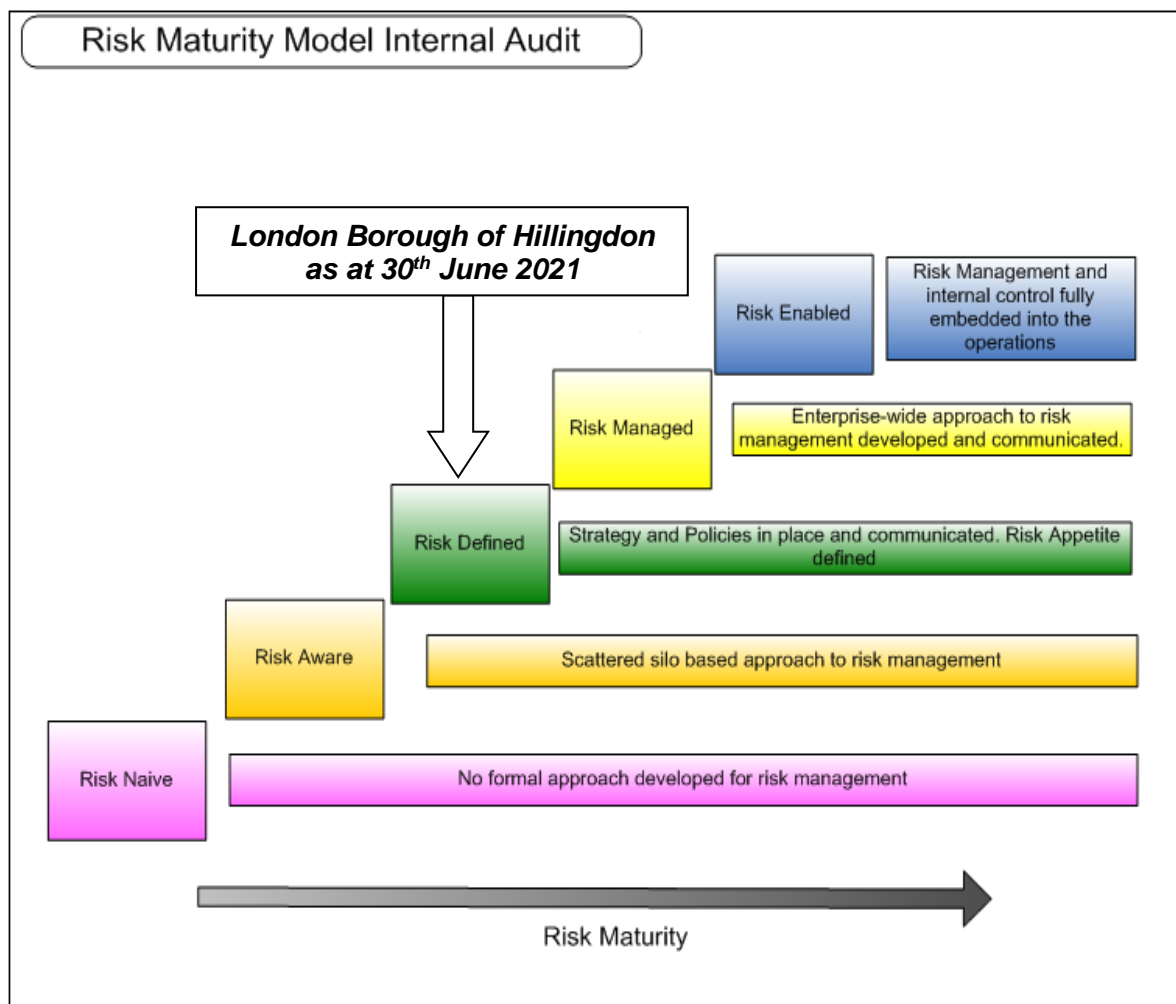 Risk Maturity Model Internal Audit
London Borough of Hillingdon
as at 30th June 2021
Risk Enabled
Risk Management and
internal control fully
embedded into the
operations
Risk Managed
Enterprise-wide approach to risk
management developed and communicated.
Risk Defined
Strategy and Policies in place and communicated. Risk Appetite
defined
Risk Aware
Scattered silo based approach to risk management
Risk Naive
No formal approach developed for risk management
Risk Maturity